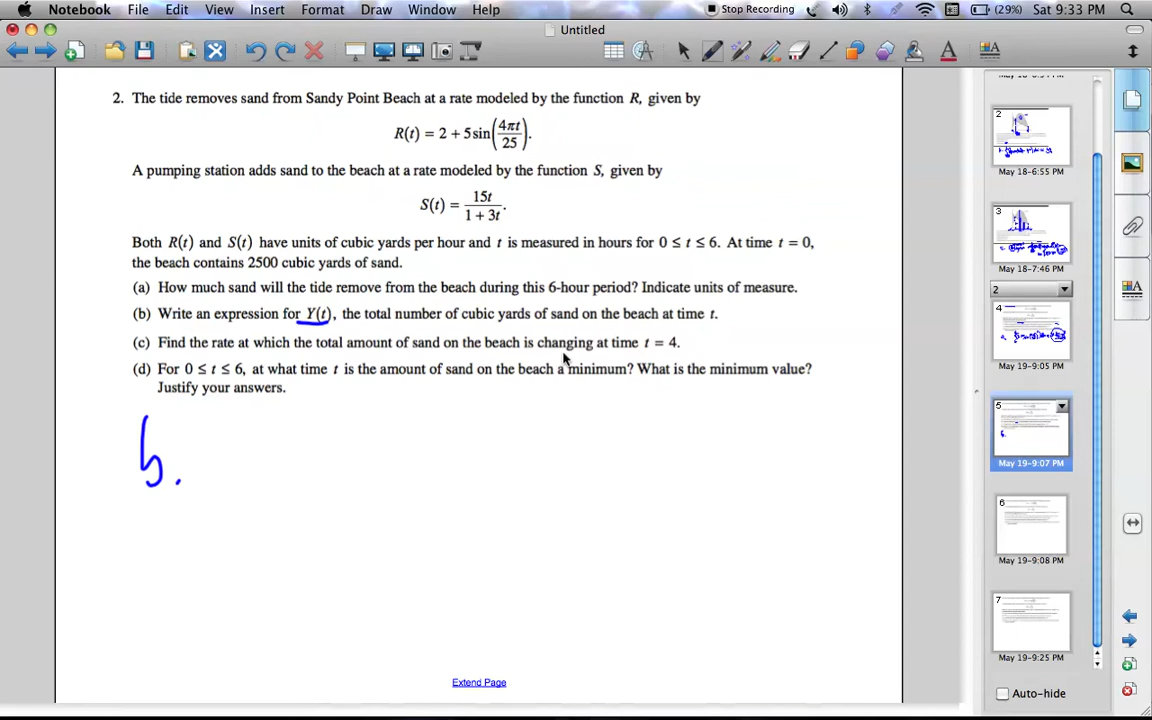 Notebook File Edit View Insert Format Draw Window Help Stop Recording (29%) Sat 9:33 PM
Untitled
2. The tide removes sand from Sandy Point Beach at a rate modeled by the function R, given by
R(t) = 2 + 5sin(4πt/25).
A pumping station adds sand to the beach at a rate modeled by the function S, given by
S(t) = 15t/(1 + 3t).
Both R(t) and S(t) have units of cubic yards per hour and t is measured in hours for 0 ≤ t ≤ 6. At time t = 0,
the beach contains 2500 cubic yards of sand.
(a) How much sand will the tide remove from the beach during this 6-hour period? Indicate units of measure.
(b) Write an expression for Y(t), the total number of cubic yards of sand on the beach at time t.
(c) Find the rate at which the total amount of sand on the beach is changing at time t = 4.
(d) For 0 ≤ t ≤ 6, at what time t is the amount of sand on the beach a minimum? What is the minimum value?
Justify your answers.
b.
Extend Page
2
May 18-6:55 PM
3
May 18-7:46 PM
2
4
May 19-9:05 PM
5
May 19-9:07 PM
6
May 19-9:08 PM
7
May 19-9:25 PM
Auto-hide